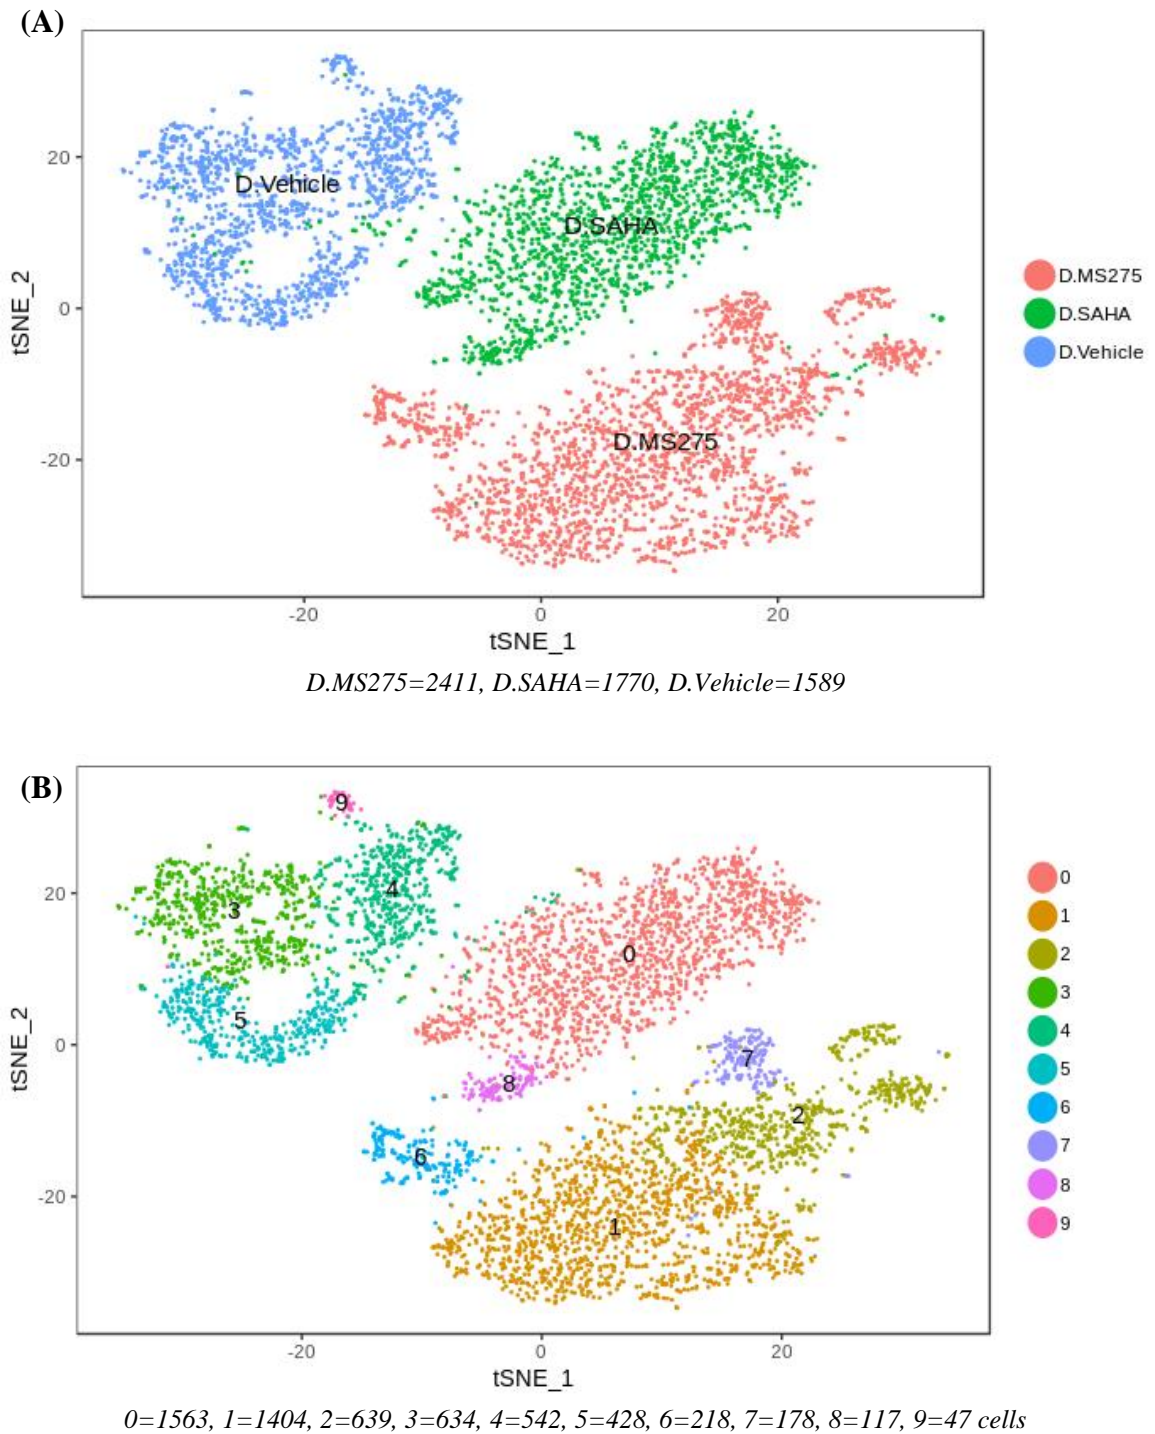 (A)
20
0
-20
tSNE_2
D.Vehicle
D.SAHA
D.MS275
D.MS275
D.SAHA
D.Vehicle
-20 0 20
tSNE_1
D.MS275=2411, D.SAHA=1770, D.Vehicle=1589
(B)
20
0
-20
tSNE_2
9
4
3
0
5
7
8
2
6
1
0
1
2
3
4
5
6
7
8
9
-20 0 20
tSNE_1
0=1563, 1=1404, 2=639, 3=634, 4=542, 5=428, 6=218, 7=178, 8=117, 9=47 cells